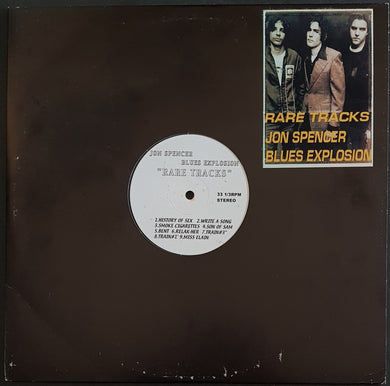 RARE TRACKS
JON SPENCER
BLUES EXPLOSION
JON SPENCER
BLUES EXPLOSION
"RARE TRACKS"
33 1/3RPM
STEREO
1.HISTORY OF SEX 2.WRITE A SONG
3.SMOKE CIGARETTES 4.SON OF SAM
5.BENT 6.RELAX-HER 7.TRAIN#3"
8.TRAIN#1" 9.MISS ELAIN